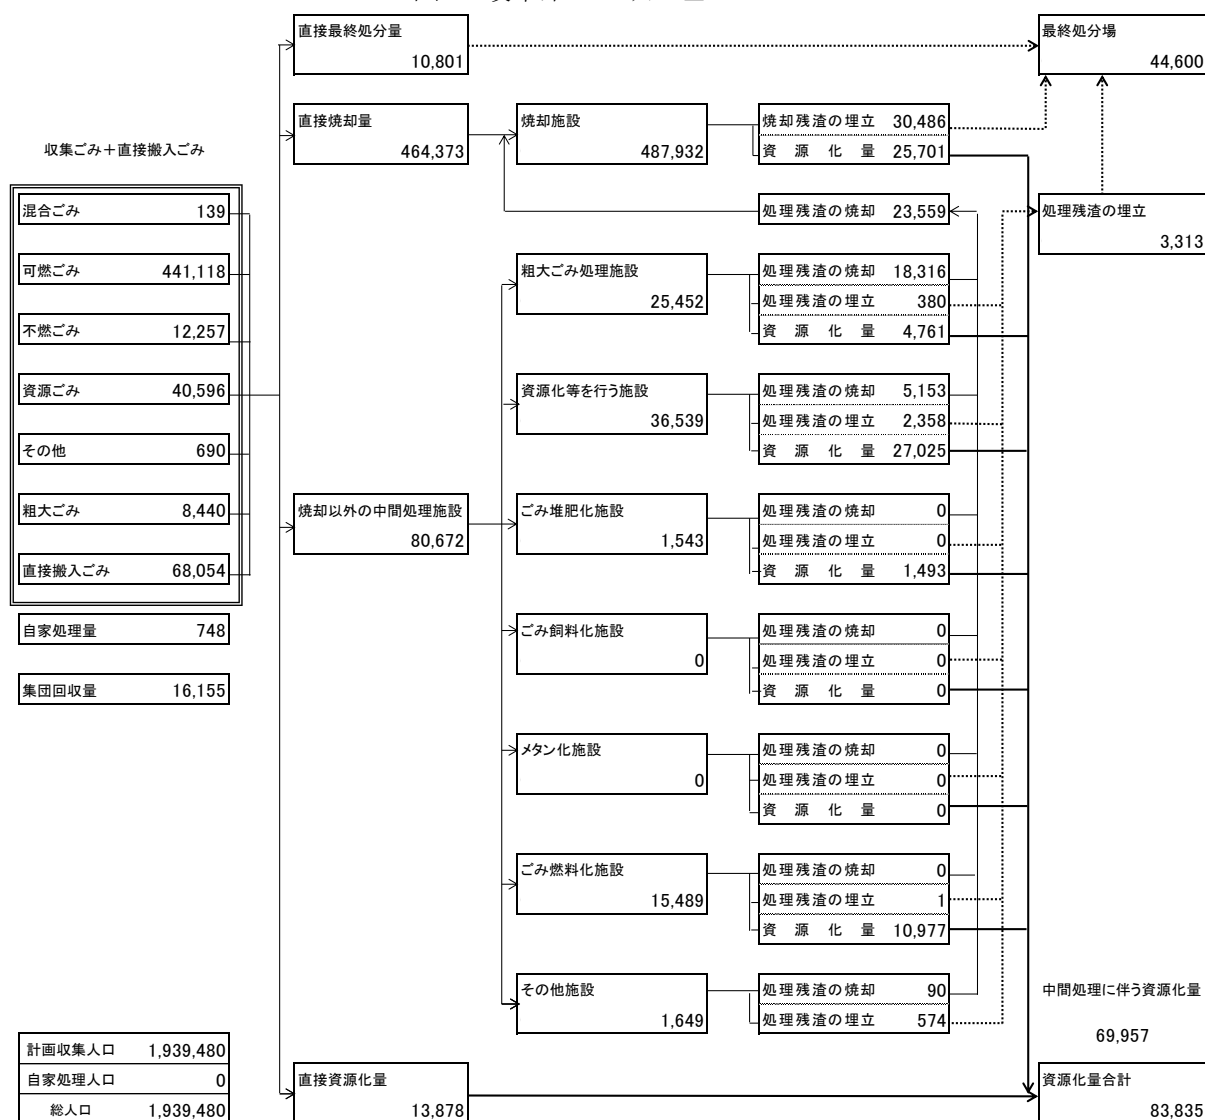 直接最終処分量
10,801
最終処分場
44,600
収集ごみ+直接搬入ごみ
直接焼却量
464,373
焼却施設
487,932
焼却残渣の埋立 30,486
資源化量 25,701
混合ごみ 139
処理残渣の焼却 23,559
処理残渣の埋立
3,313
可燃ごみ 441,118
粗大ごみ処理施設
25,452
処理残渣の焼却 18,316
処理残渣の埋立 380
資源化量 4,761
不燃ごみ 12,257
資源ごみ 40,596
資源化等を行う施設
36,539
処理残渣の焼却 5,153
処理残渣の埋立 2,358
資源化量 27,025
その他 690
粗大ごみ 8,440
焼却以外の中間処理施設
80,672
ごみ堆肥化施設
1,543
処理残渣の焼却 0
処理残渣の埋立 0
資源化量 1,493
直接搬入ごみ 68,054
自家処理量 748
ごみ飼料化施設
0
処理残渣の焼却 0
処理残渣の埋立 0
資源化量 0
集団回収量 16,155
メタン化施設
0
処理残渣の焼却 0
処理残渣の埋立 0
資源化量 0
ごみ燃料化施設
15,489
処理残渣の焼却 0
処理残渣の埋立 1
資源化量 10,977
その他施設
1,649
処理残渣の焼却 90
処理残渣の埋立 574
中間処理に伴う資源化量
69,957
計画収集人口 1,939,480
自家処理人口 0
総人口 1,939,480
直接資源化量
13,878
資源化量合計
83,835